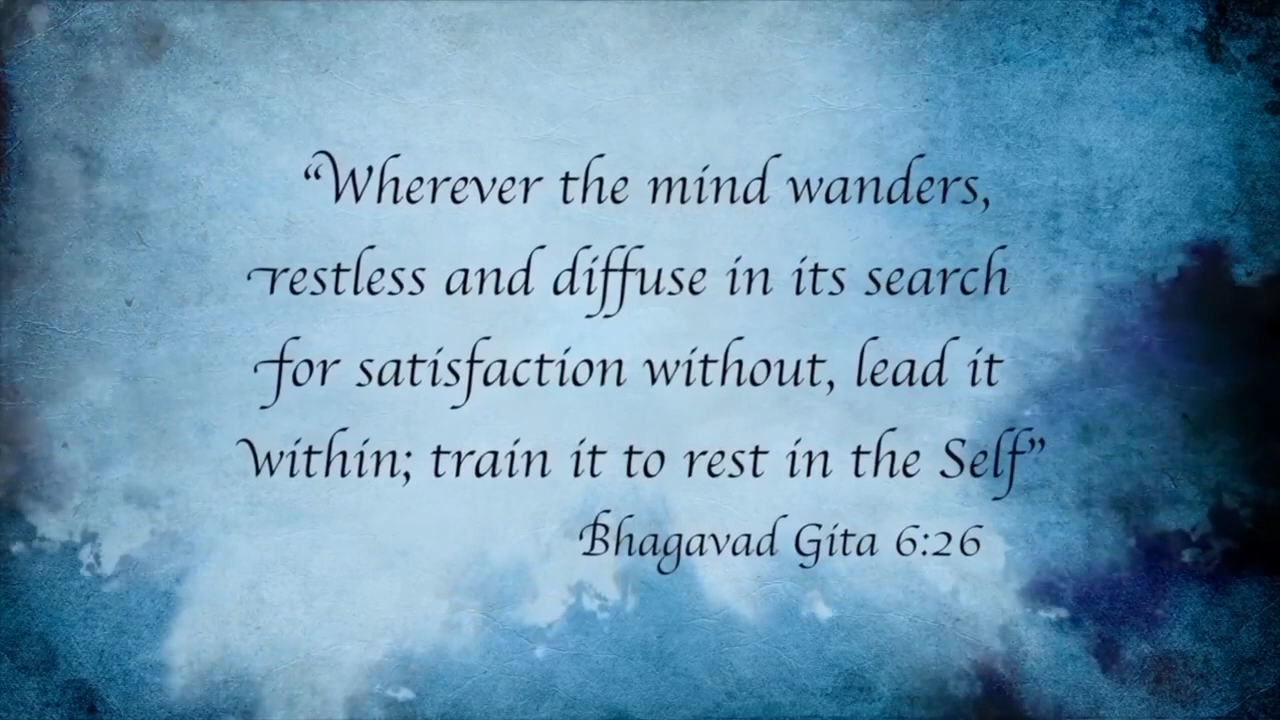 “Wherever the mind wanders,
restless and diffuse in its search
for satisfaction without, lead it
within; train it to rest in the Self”
Bhagavad Gita 6:26